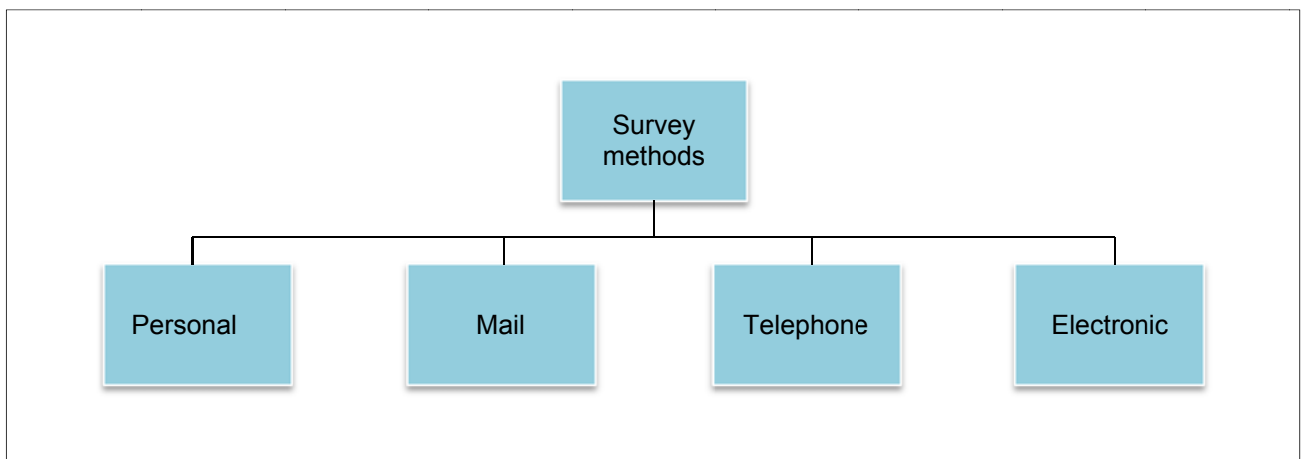 Survey
methods
Personal
Mail
Telephone
Electronic